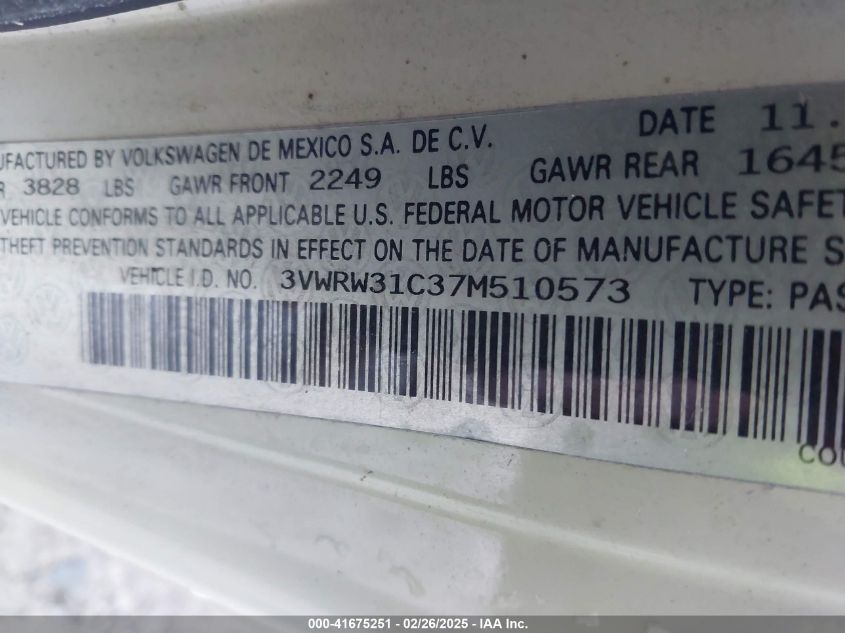 DATE 11.
UFACTURED BY VOLKSWAGEN DE MEXICO S.A. DE C.V.
R 3828 LBS GAWR FRONT 2249 LBS GAWR REAR 1645
VEHICLE CONFORMS TO ALL APPLICABLE U.S. FEDERAL MOTOR VEHICLE SAFET
THEFT PREVENTION STANDARDS IN EFFECT ON THE DATE OF MANUFACTURE S
VEHICLE I.D. NO. 3VWRW31C37M510573 TYPE: PAS
COU
000-41675251 - 02/26/2025 - IAA Inc.